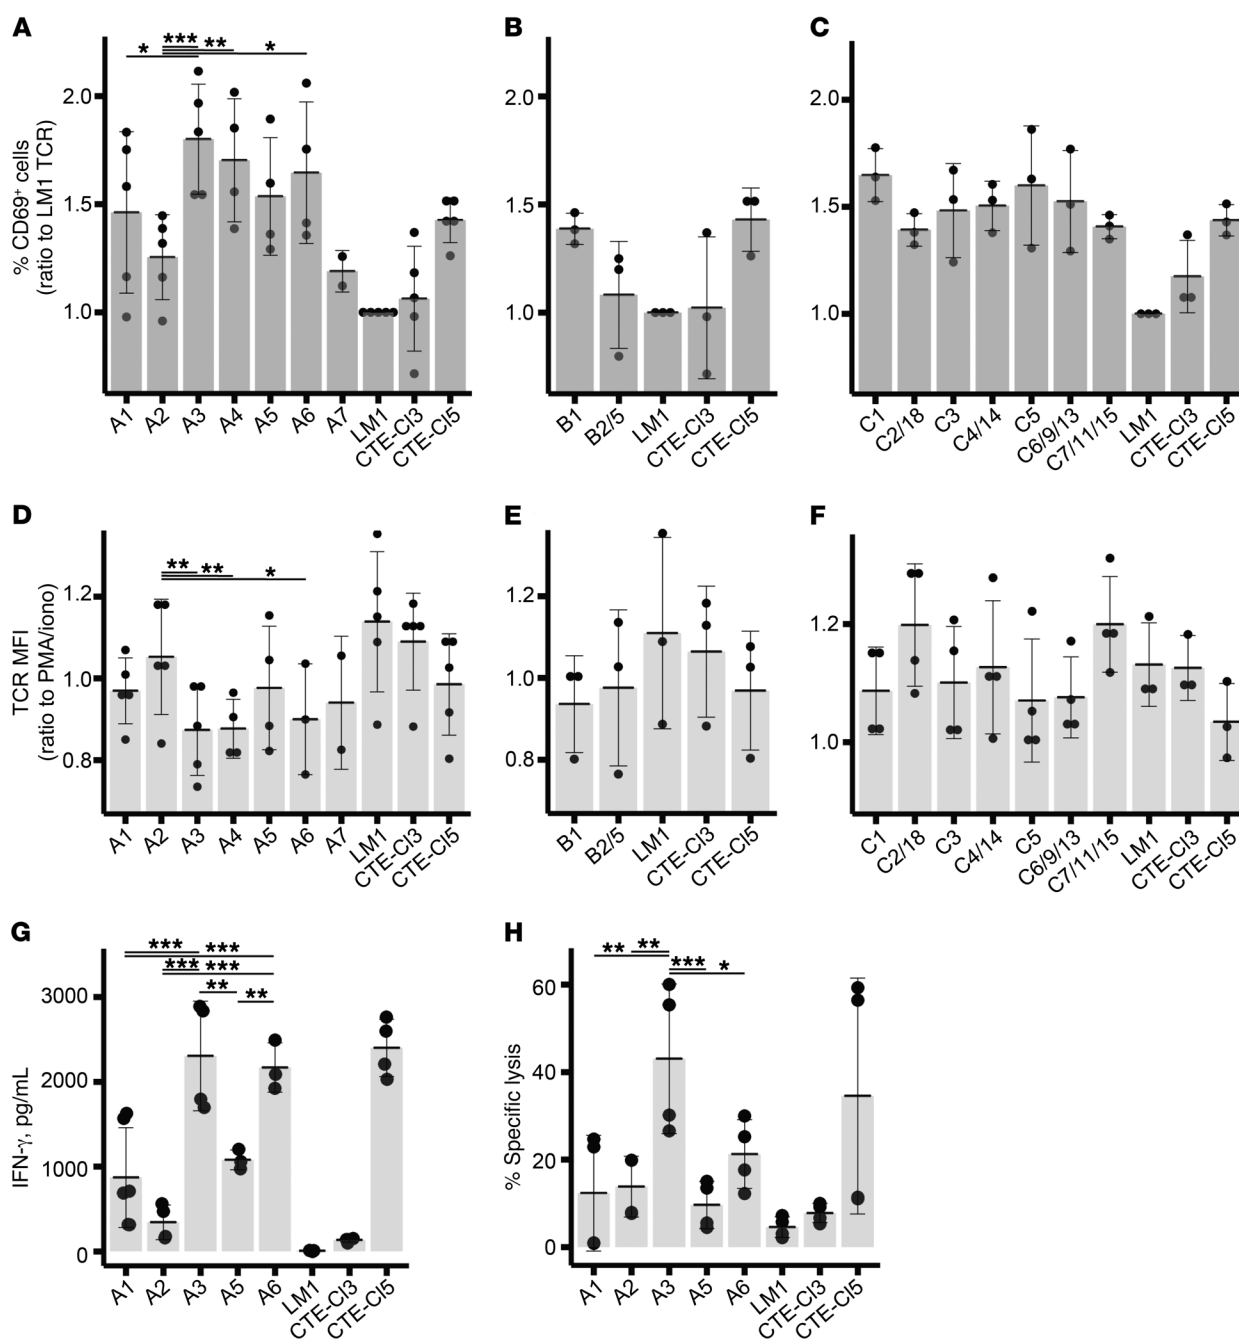 A
% CD69⁺ cells
(ratio to LM1 TCR)
2.0
1.5
1.0
* *** ** *
A1 A2 A3 A4 A5 A6 A7 LM1 CTE-Cl3 CTE-Cl5
B
2.0
1.5
1.0
B1 B2/5 LM1 CTE-Cl3 CTE-Cl5
C
2.0
1.5
1.0
C1 C2/18 C3 C4/14 C5 C6/9/13 C7/11/15 LM1 CTE-Cl3 CTE-Cl5
D
TCR MFI
(ratio to PMA/iono)
1.2
1.0
0.8
** ** *
A1 A2 A3 A4 A5 A6 A7 LM1 CTE-Cl3 CTE-Cl5
E
1.2
1.0
0.8
B1 B2/5 LM1 CTE-Cl3 CTE-Cl5
F
1.2
1.0
C1 C2/18 C3 C4/14 C5 C6/9/13 C7/11/15 LM1 CTE-Cl3 CTE-Cl5
G
IFN-γ, pg/mL
3000
2000
1000
0
*** ***
*** ***
** **
A1 A2 A3 A5 A6 LM1 CTE-Cl3 CTE-Cl5
H
% Specific lysis
60
40
20
0
** **
*** *
A1 A2 A3 A5 A6 LM1 CTE-Cl3 CTE-Cl5